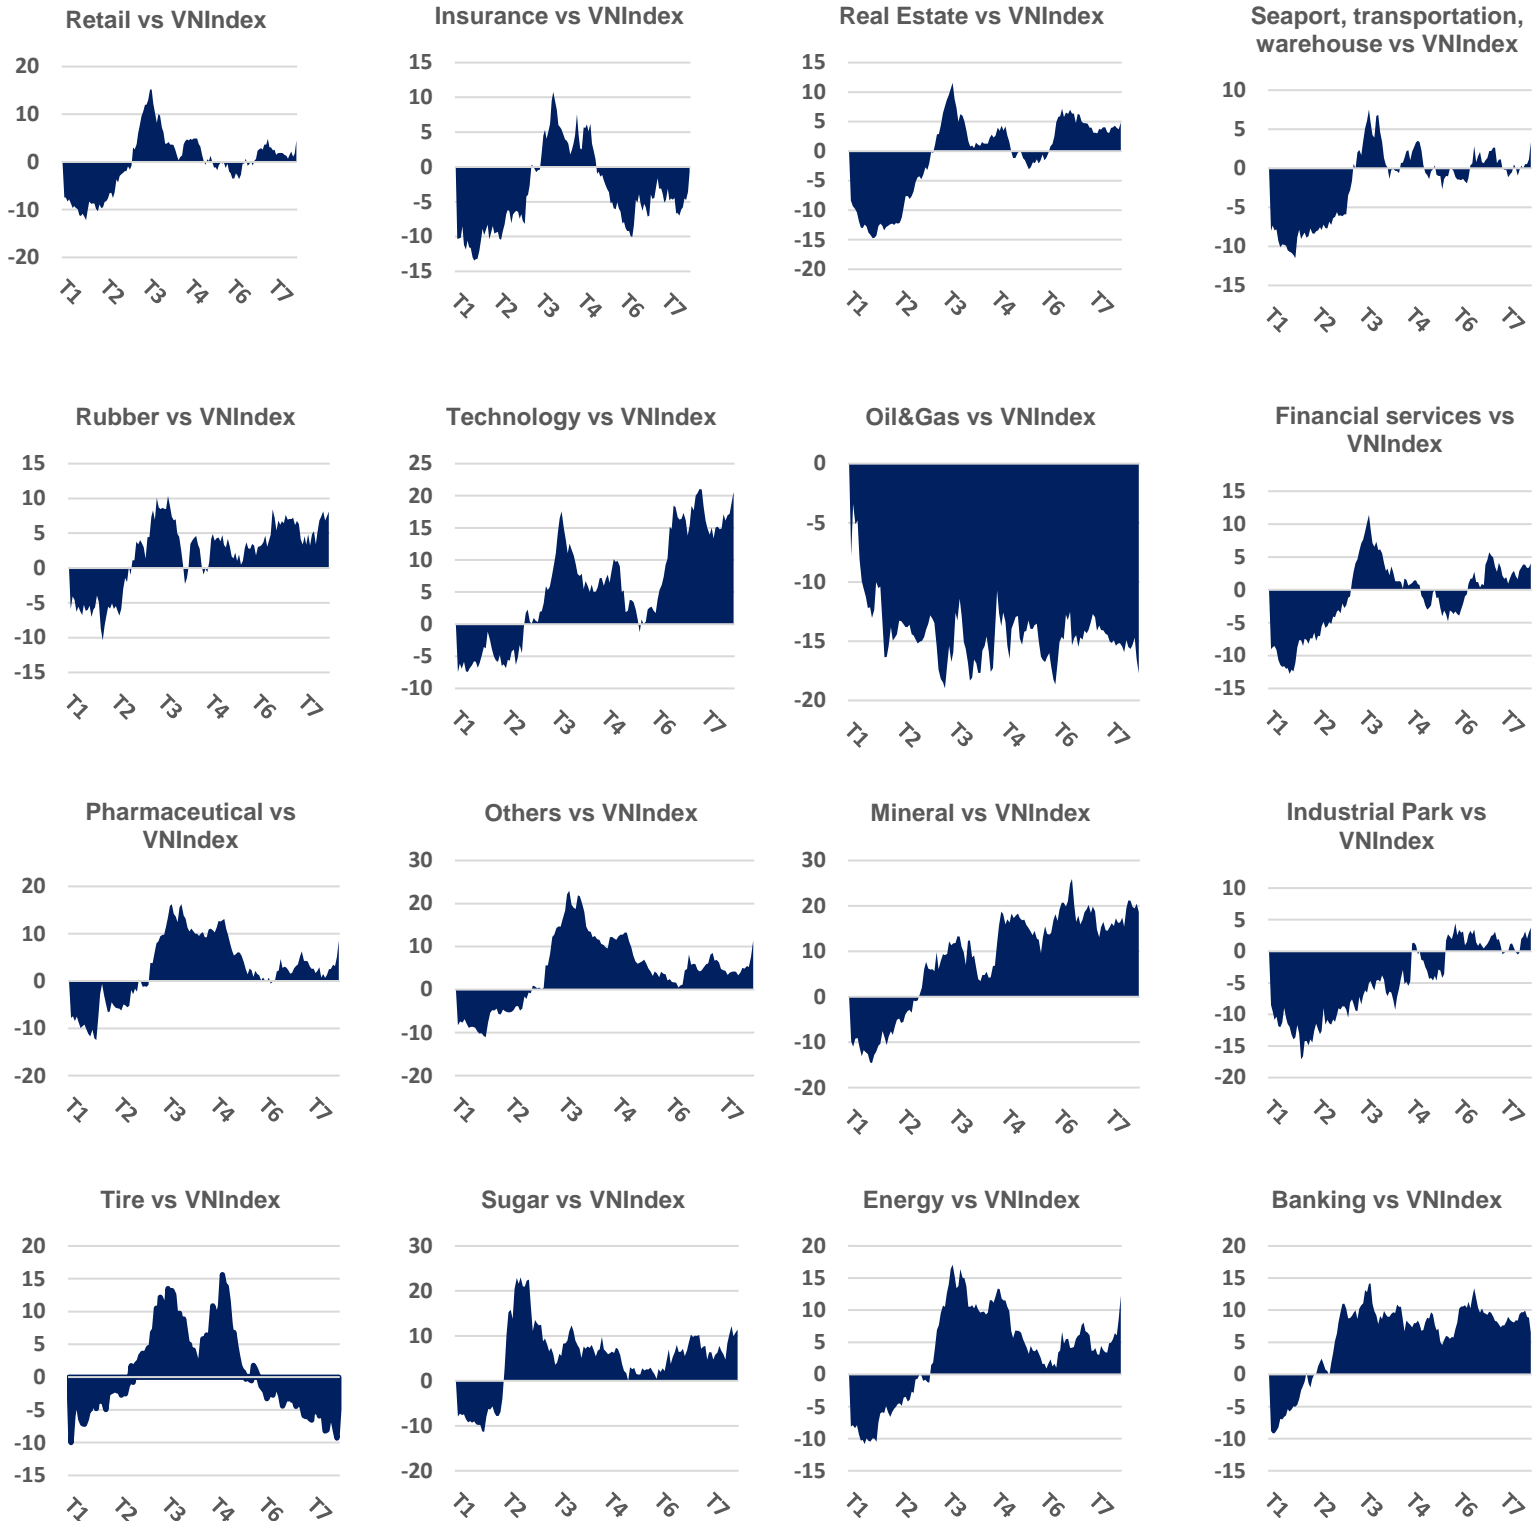 Retail vs VNIndex
20
10
0
-10
-20
T1 T2 T3 T4 T6 T7
Insurance vs VNIndex
15
10
5
0
-5
-10
-15
T1 T2 T3 T4 T6 T7
Real Estate vs VNIndex
15
10
5
0
-5
-10
-15
-20
T1 T2 T3 T4 T6 T7
Seaport, transportation,
warehouse vs VNIndex
10
5
0
-5
-10
-15
T1 T2 T3 T4 T6 T7
Rubber vs VNIndex
15
10
5
0
-5
-10
-15
T1 T2 T3 T4 T6 T7
Technology vs VNIndex
25
20
15
10
5
0
-5
-10
T1 T2 T3 T4 T6 T7
Oil&Gas vs VNIndex
0
-5
-10
-15
-20
T1 T2 T3 T4 T6 T7
Financial services vs
VNIndex
15
10
5
0
-5
-10
-15
T1 T2 T3 T4 T6 T7
Pharmaceutical vs
VNIndex
20
10
0
-10
-20
T1 T2 T3 T4 T6 T7
Others vs VNIndex
30
20
10
0
-10
-20
T1 T2 T3 T4 T6 T7
Mineral vs VNIndex
30
20
10
0
-10
-20
T1 T2 T3 T4 T6 T7
Industrial Park vs
VNIndex
10
5
0
-5
-10
-15
-20
T1 T2 T3 T4 T6 T7
Tire vs VNIndex
20
15
10
5
0
-5
-10
-15
T1 T2 T3 T4 T6 T7
Sugar vs VNIndex
30
20
10
0
-10
-20
T1 T2 T3 T4 T6 T7
Energy vs VNIndex
20
15
10
5
0
-5
-10
-15
T1 T2 T3 T4 T6 T7
Banking vs VNIndex
20
15
10
5
0
-5
-10
-15
T1 T2 T3 T4 T6 T7